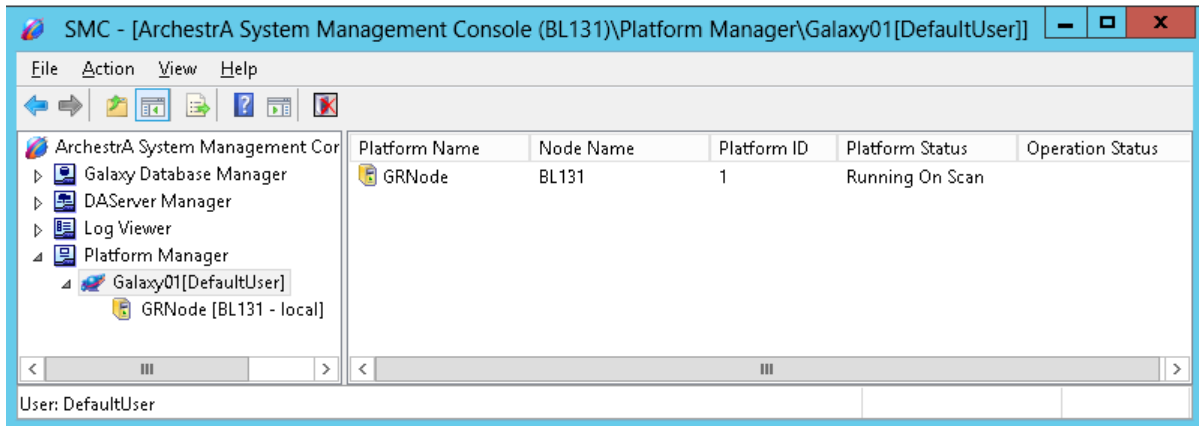 SMC - [ArchestrA System Management Console (BL131)\Platform Manager\Galaxy01[DefaultUser]]
File Action View Help
ArchestrA System Management Cor
Galaxy Database Manager
DAServer Manager
Log Viewer
Platform Manager
Galaxy01[DefaultUser]
GRNode [BL131 - local]
Platform Name Node Name Platform ID Platform Status Operation Status
GRNode BL131 1 Running On Scan
User: DefaultUser